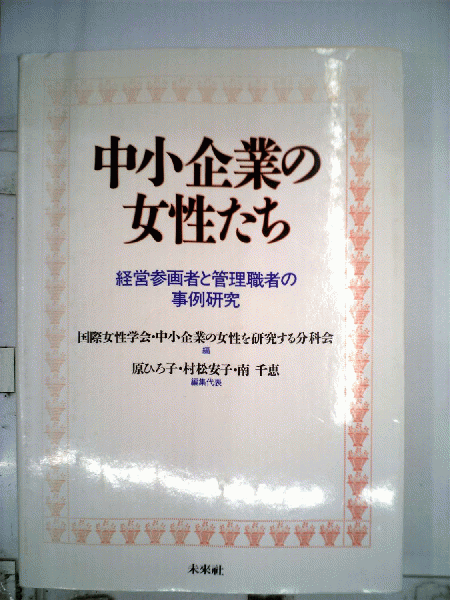 中小企業の
女性たち
経営参画者と管理職者の
事例研究
国際女性学会・中小企業の女性を研究する分科会
編
原ひろ子・村松安子・南 千恵
編集代表
未来社